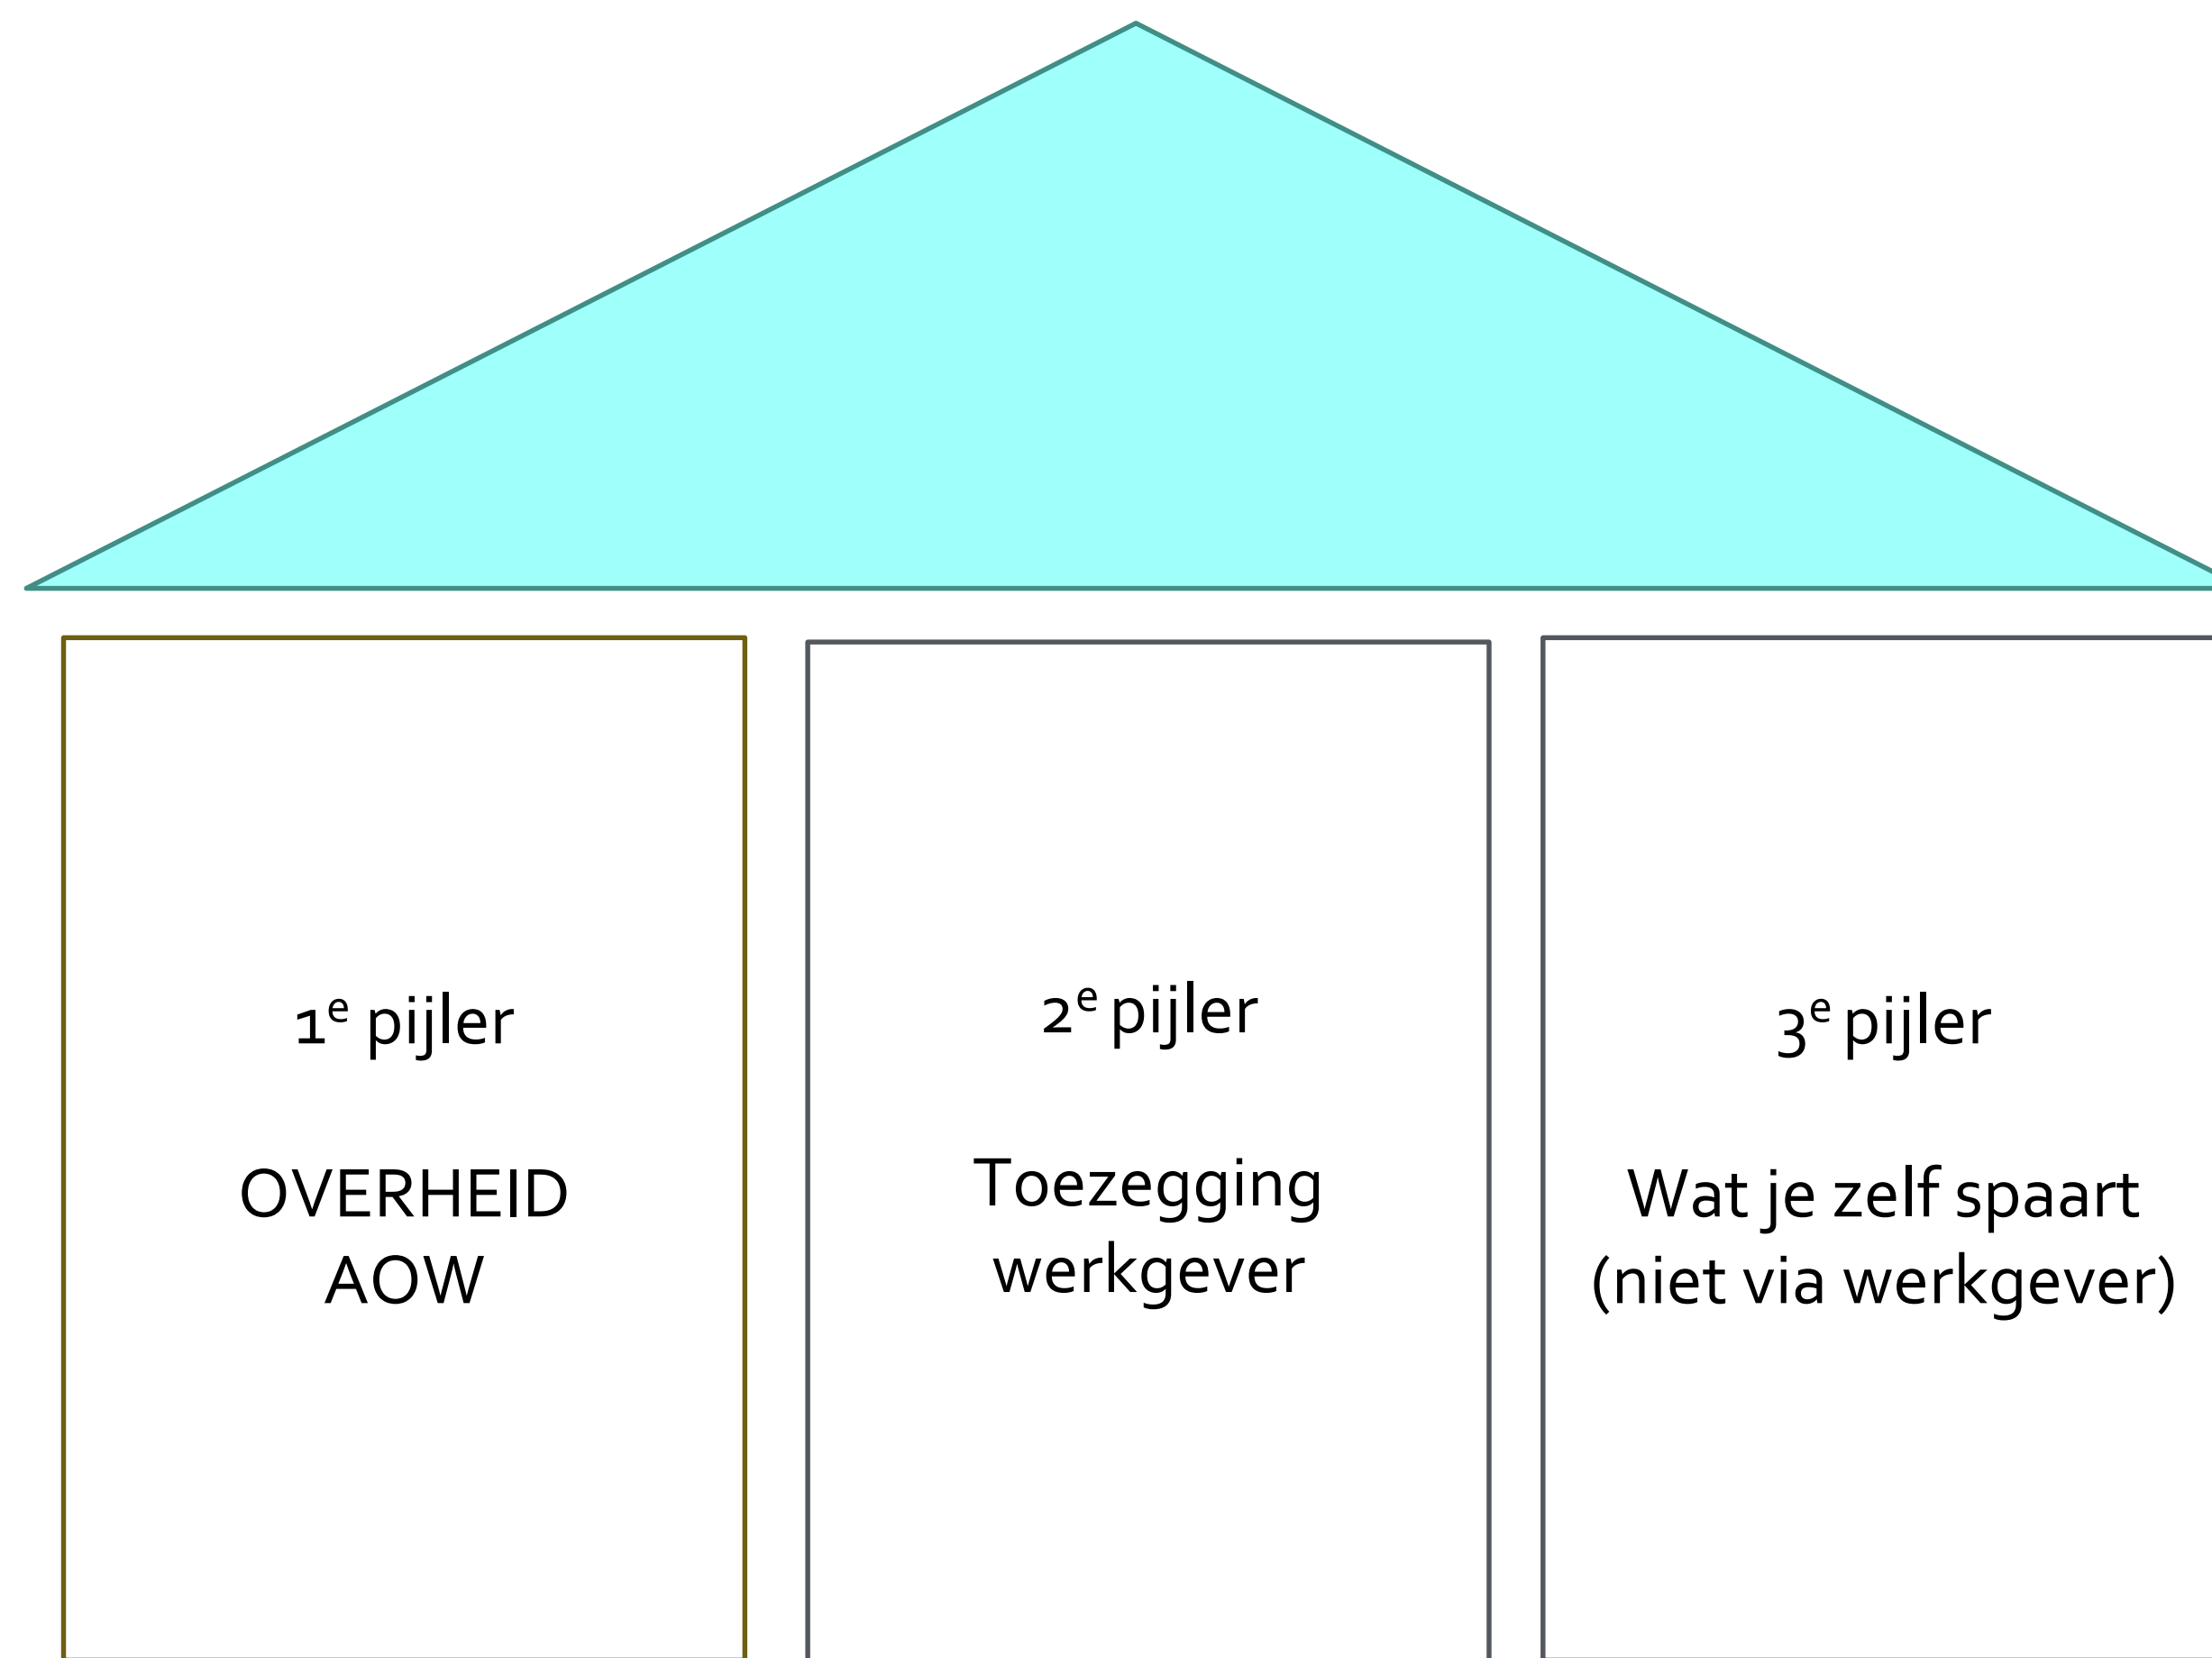 1e pijler
OVERHEID
AOW
2e pijler
Toezegging
werkgever
3e pijler
Wat je zelf spaart
(niet via werkgever)